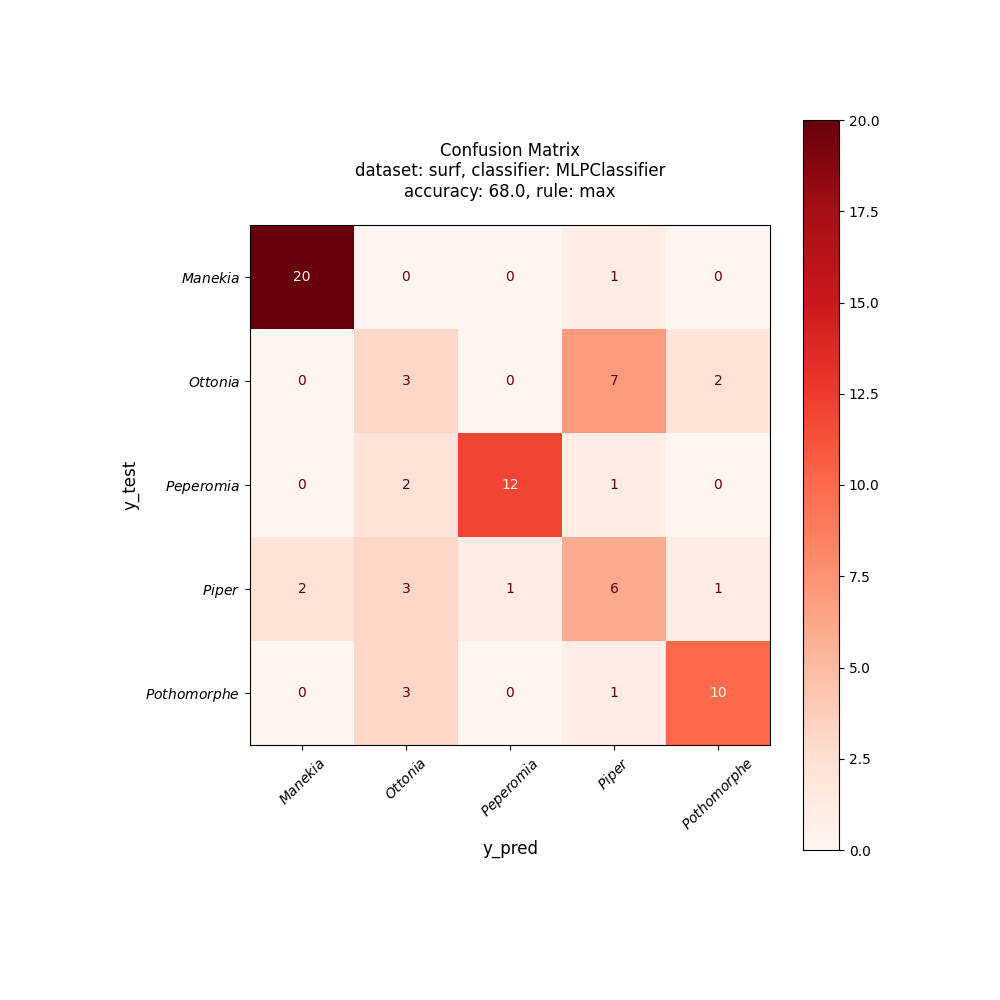 Confusion Matrix
dataset: surf, classifier: MLPClassifier
accuracy: 68.0, rule: max
y_test
Manekia 20 0 0 1 0
Ottonia 0 3 0 7 2
Peperomia 0 2 12 1 0
Piper 2 3 1 6 1
Pothomorphe 0 3 0 1 10
Manekia Ottonia Peperomia Piper Pothomorphe
y_pred
20.0
17.5
15.0
12.5
10.0
7.5
5.0
2.5
0.0